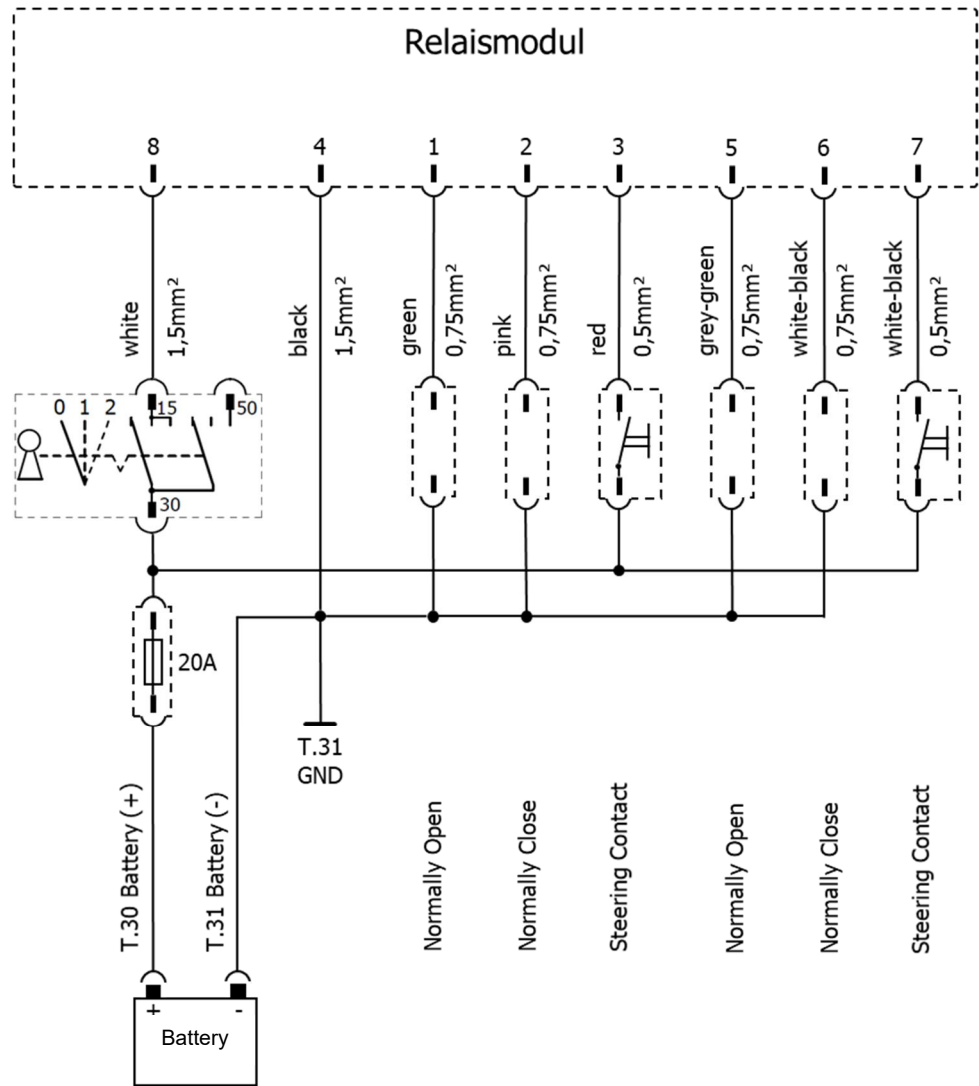 Relaismodul
8
4
1
2
3
5
6
7
white
1,5mm²
black
1,5mm²
green
0,75mm²
pink
0,75mm²
red
0,5mm²
grey-green
0,75mm²
white-black
0,75mm²
white-black
0,5mm²
0 1 2
15
50
30
20A
T.31
GND
T.30 Battery (+)
T.31 Battery (-)
Normally Open
Normally Close
Steering Contact
Normally Open
Normally Close
Steering Contact
+
-
Battery